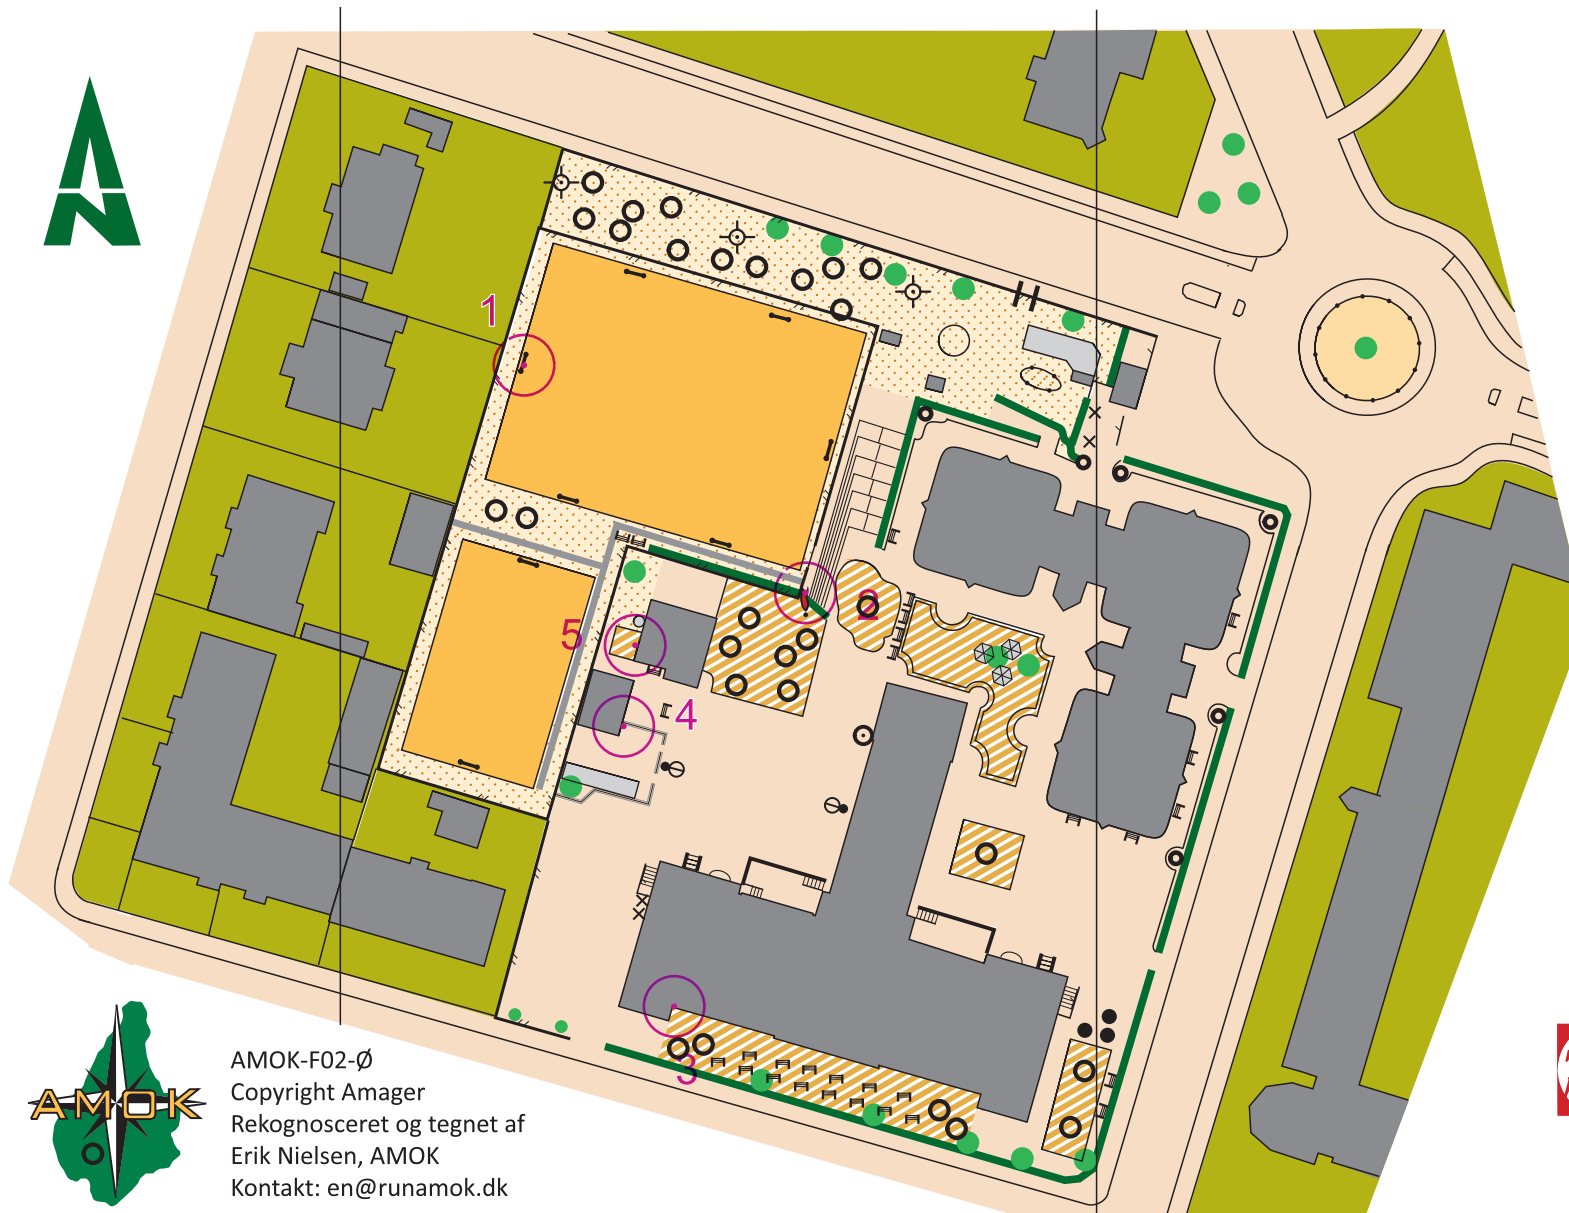 1
2
5
4
3
AMOK
AMOK-F02-Ø
Copyright Amager
Rekognosceret og tegnet af
Erik Nielsen, AMOK
Kontakt: en@runamok.dk